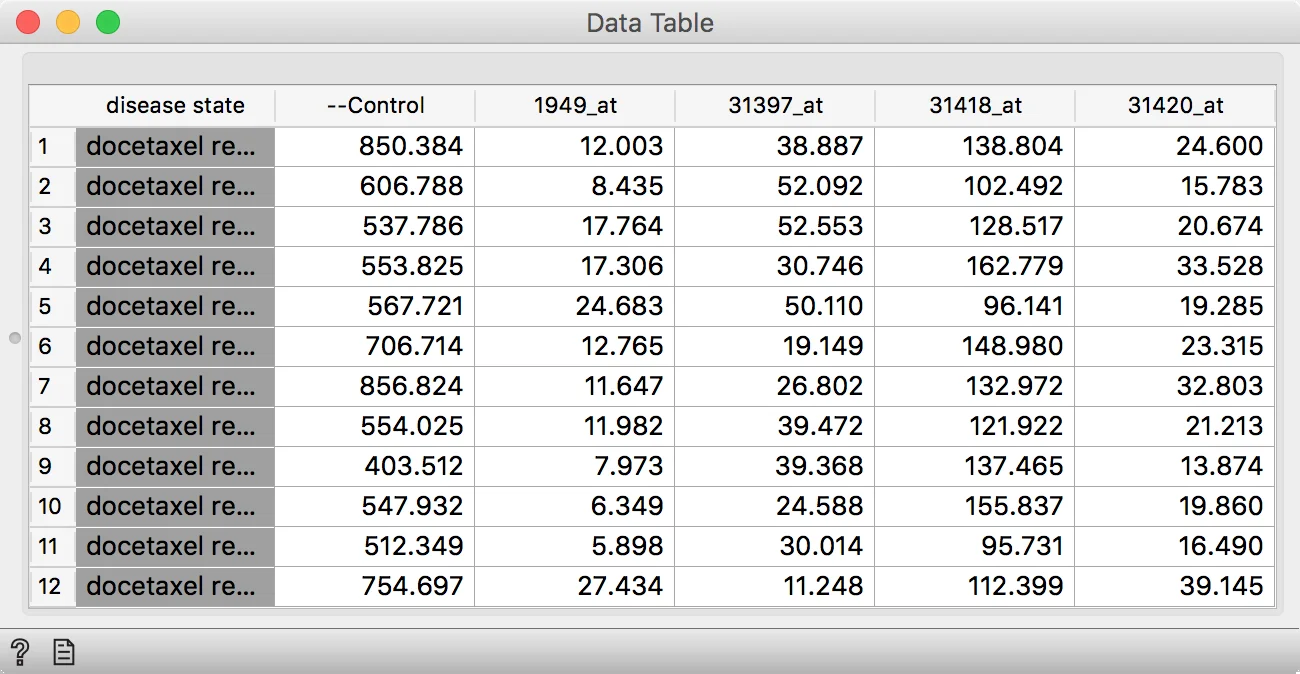 Data Table
disease state --Control 1949_at 31397_at 31418_at 31420_at
1 docetaxel re... 850.384 12.003 38.887 138.804 24.600
2 docetaxel re... 606.788 8.435 52.092 102.492 15.783
3 docetaxel re... 537.786 17.764 52.553 128.517 20.674
4 docetaxel re... 553.825 17.306 30.746 162.779 33.528
5 docetaxel re... 567.721 24.683 50.110 96.141 19.285
6 docetaxel re... 706.714 12.765 19.149 148.980 23.315
7 docetaxel re... 856.824 11.647 26.802 132.972 32.803
8 docetaxel re... 554.025 11.982 39.472 121.922 21.213
9 docetaxel re... 403.512 7.973 39.368 137.465 13.874
10 docetaxel re... 547.932 6.349 24.588 155.837 19.860
11 docetaxel re... 512.349 5.898 30.014 95.731 16.490
12 docetaxel re... 754.697 27.434 11.248 112.399 39.145
?